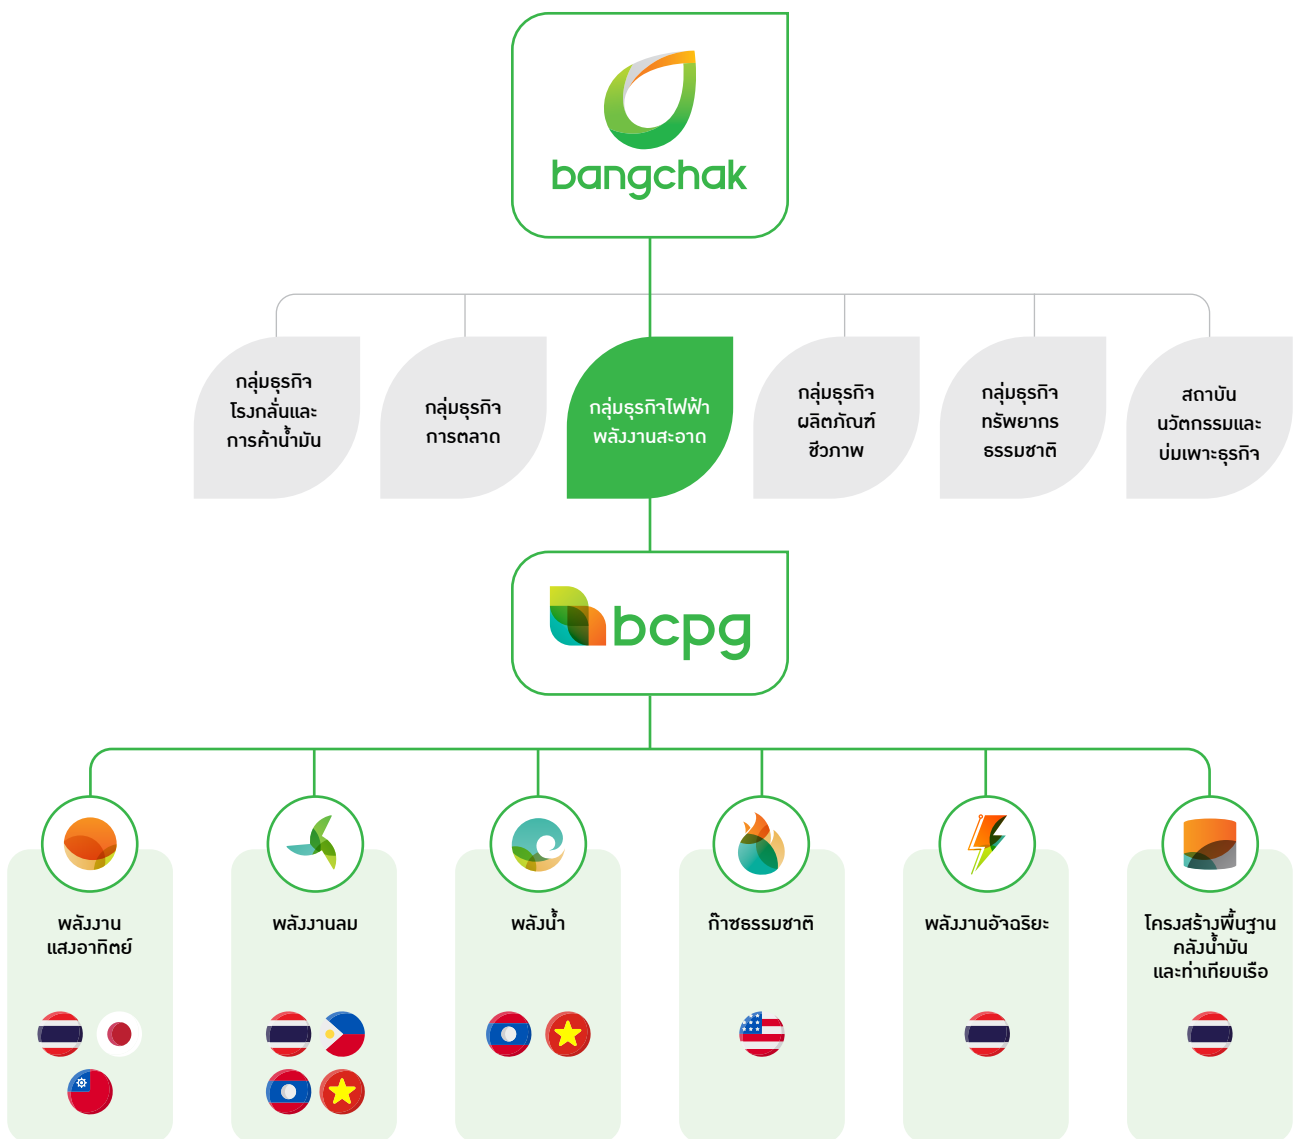 bangchak
กลุ่มธุรกิจ
โรงกลั่นและ
การค้าน้ำมัน
กลุ่มธุรกิจ
การตลาด
กลุ่มธุรกิจไฟฟ้า
พลังงานสะอาด
กลุ่มธุรกิจ
ผลิตภัณฑ์
ชีวภาพ
กลุ่มธุรกิจ
ทรัพยากร
ธรรมชาติ
สถาบัน
นวัตกรรมและ
บ่มเพาะธุรกิจ
bcpg
พลังงาน
แสงอาทิตย์
พลังงานลม
พลังน้ำ
ก๊าซธรรมชาติ
พลังงานอัจฉริยะ
โครงสร้างพื้นฐาน
คลังน้ำมัน
และท่าเทียบเรือ